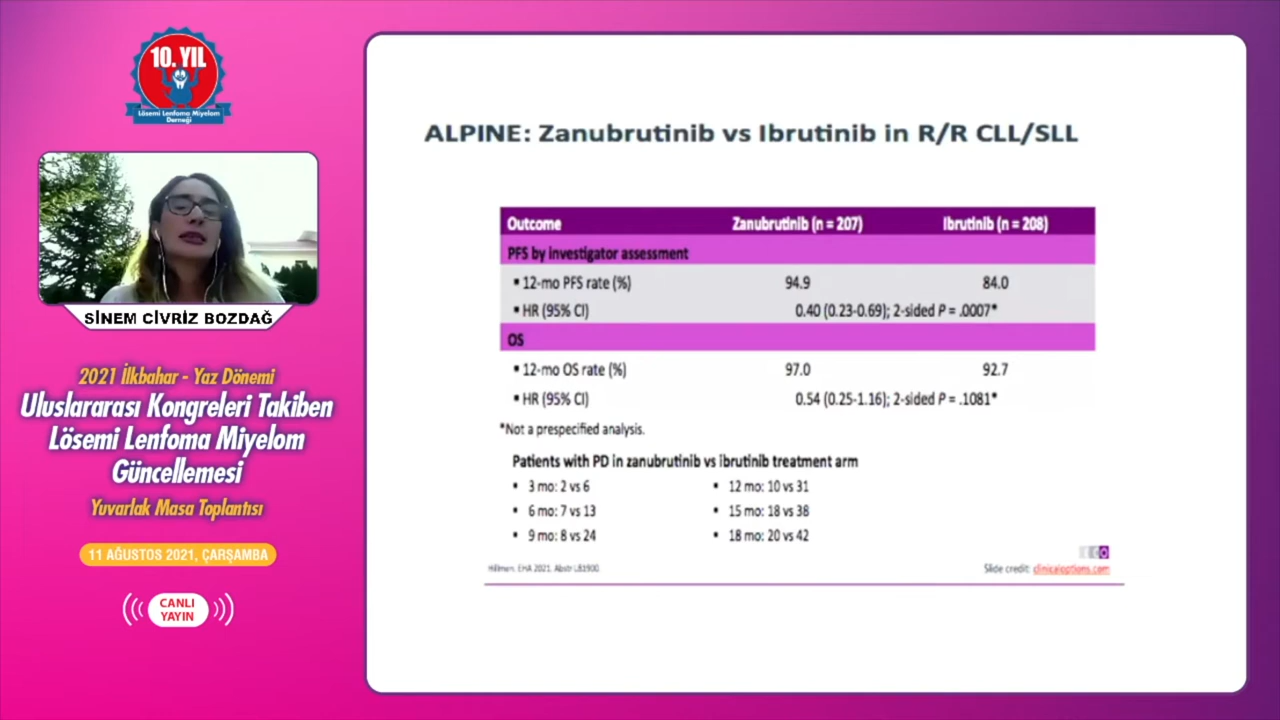 10. YIL
Lösemi Lenfoma Miyelom
Derneği
SİNEM CİVRİZ BOZDAĞ
2021 İlkbahar - Yaz Dönemi
Uluslararası Kongreleri Takiben
Lösemi Lenfoma Miyelom
Güncellemesi
Yuvarlak Masa Toplantısı
11 AĞUSTOS 2021, ÇARŞAMBA
CANLI
YAYIN
ALPINE: Zanubrutinib vs Ibrutinib in R/R CLL/SLL
Outcome Zanubrutinib (n = 207) Ibrutinib (n = 208)
PFS by investigator assessment
▪ 12-mo PFS rate (%) 94.9 84.0
▪ HR (95% CI) 0.40 (0.23-0.69); 2-sided P = .0007*
OS
▪ 12-mo OS rate (%) 97.0 92.7
▪ HR (95% CI) 0.54 (0.25-1.16); 2-sided P = .1081*
*Not a prespecified analysis.
Patients with PD in zanubrutinib vs ibrutinib treatment arm
▪ 3 mo: 2 vs 6 ▪ 12 mo: 10 vs 31
▪ 6 mo: 7 vs 13 ▪ 15 mo: 18 vs 38
▪ 9 mo: 8 vs 24 ▪ 18 mo: 20 vs 42
Hillmen. EHA 2021. Abstr LB1900 Slide credit: clinicaloptions.com